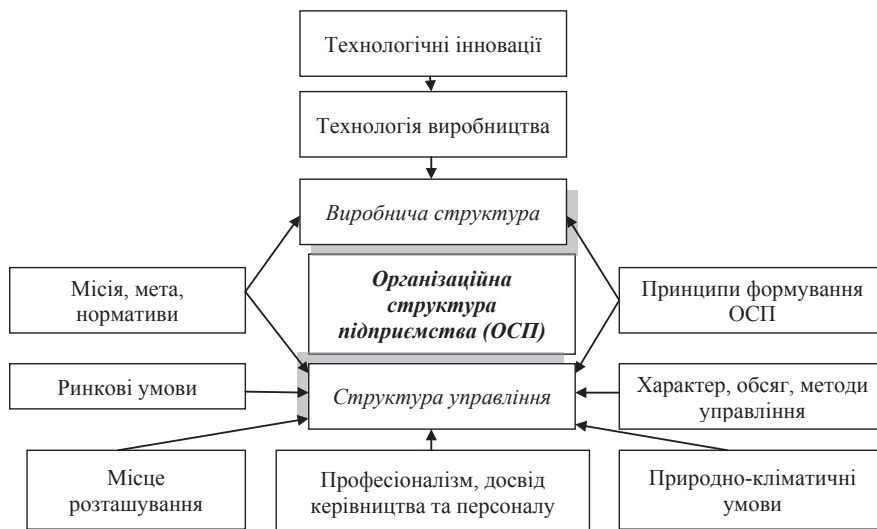 Технологічні інновації
Технологія виробництва
Виробнича структура
Місія, мета,
нормативи
Організаційна
структура
підприємства (ОСП)
Принципи формування
ОСП
Ринкові умови
Структура управління
Характер, обсяг, методи
управління
Місце
розташування
Професіоналізм, досвід
керівництва та персоналу
Природно-кліматичні
умови